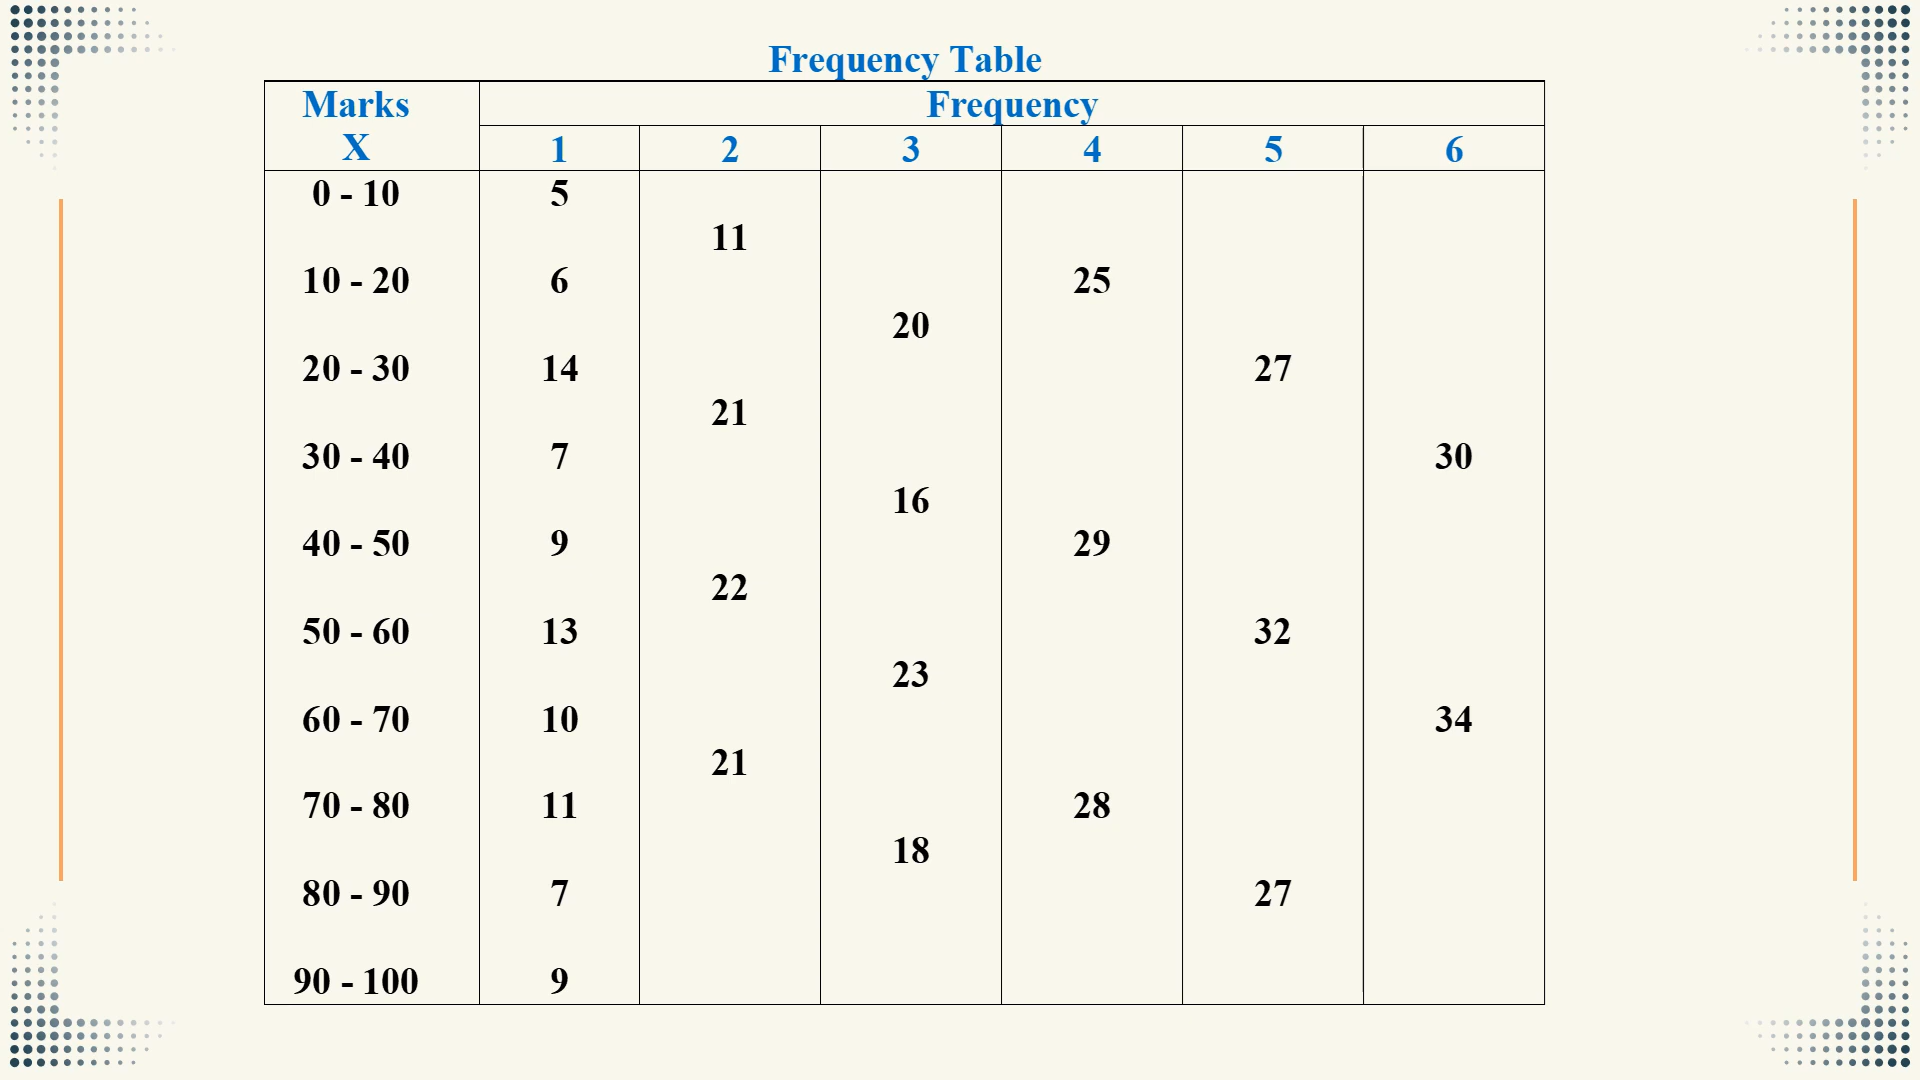 Frequency Table
Marks Frequency
X 1 2 3 4 5 6
0 - 10 5
11
10 - 20 6 25
20
20 - 30 14 27
21
30 - 40 7 30
16
40 - 50 9 29
22
50 - 60 13 32
23
60 - 70 10 34
21
70 - 80 11 28
18
80 - 90 7 27
90 - 100 9